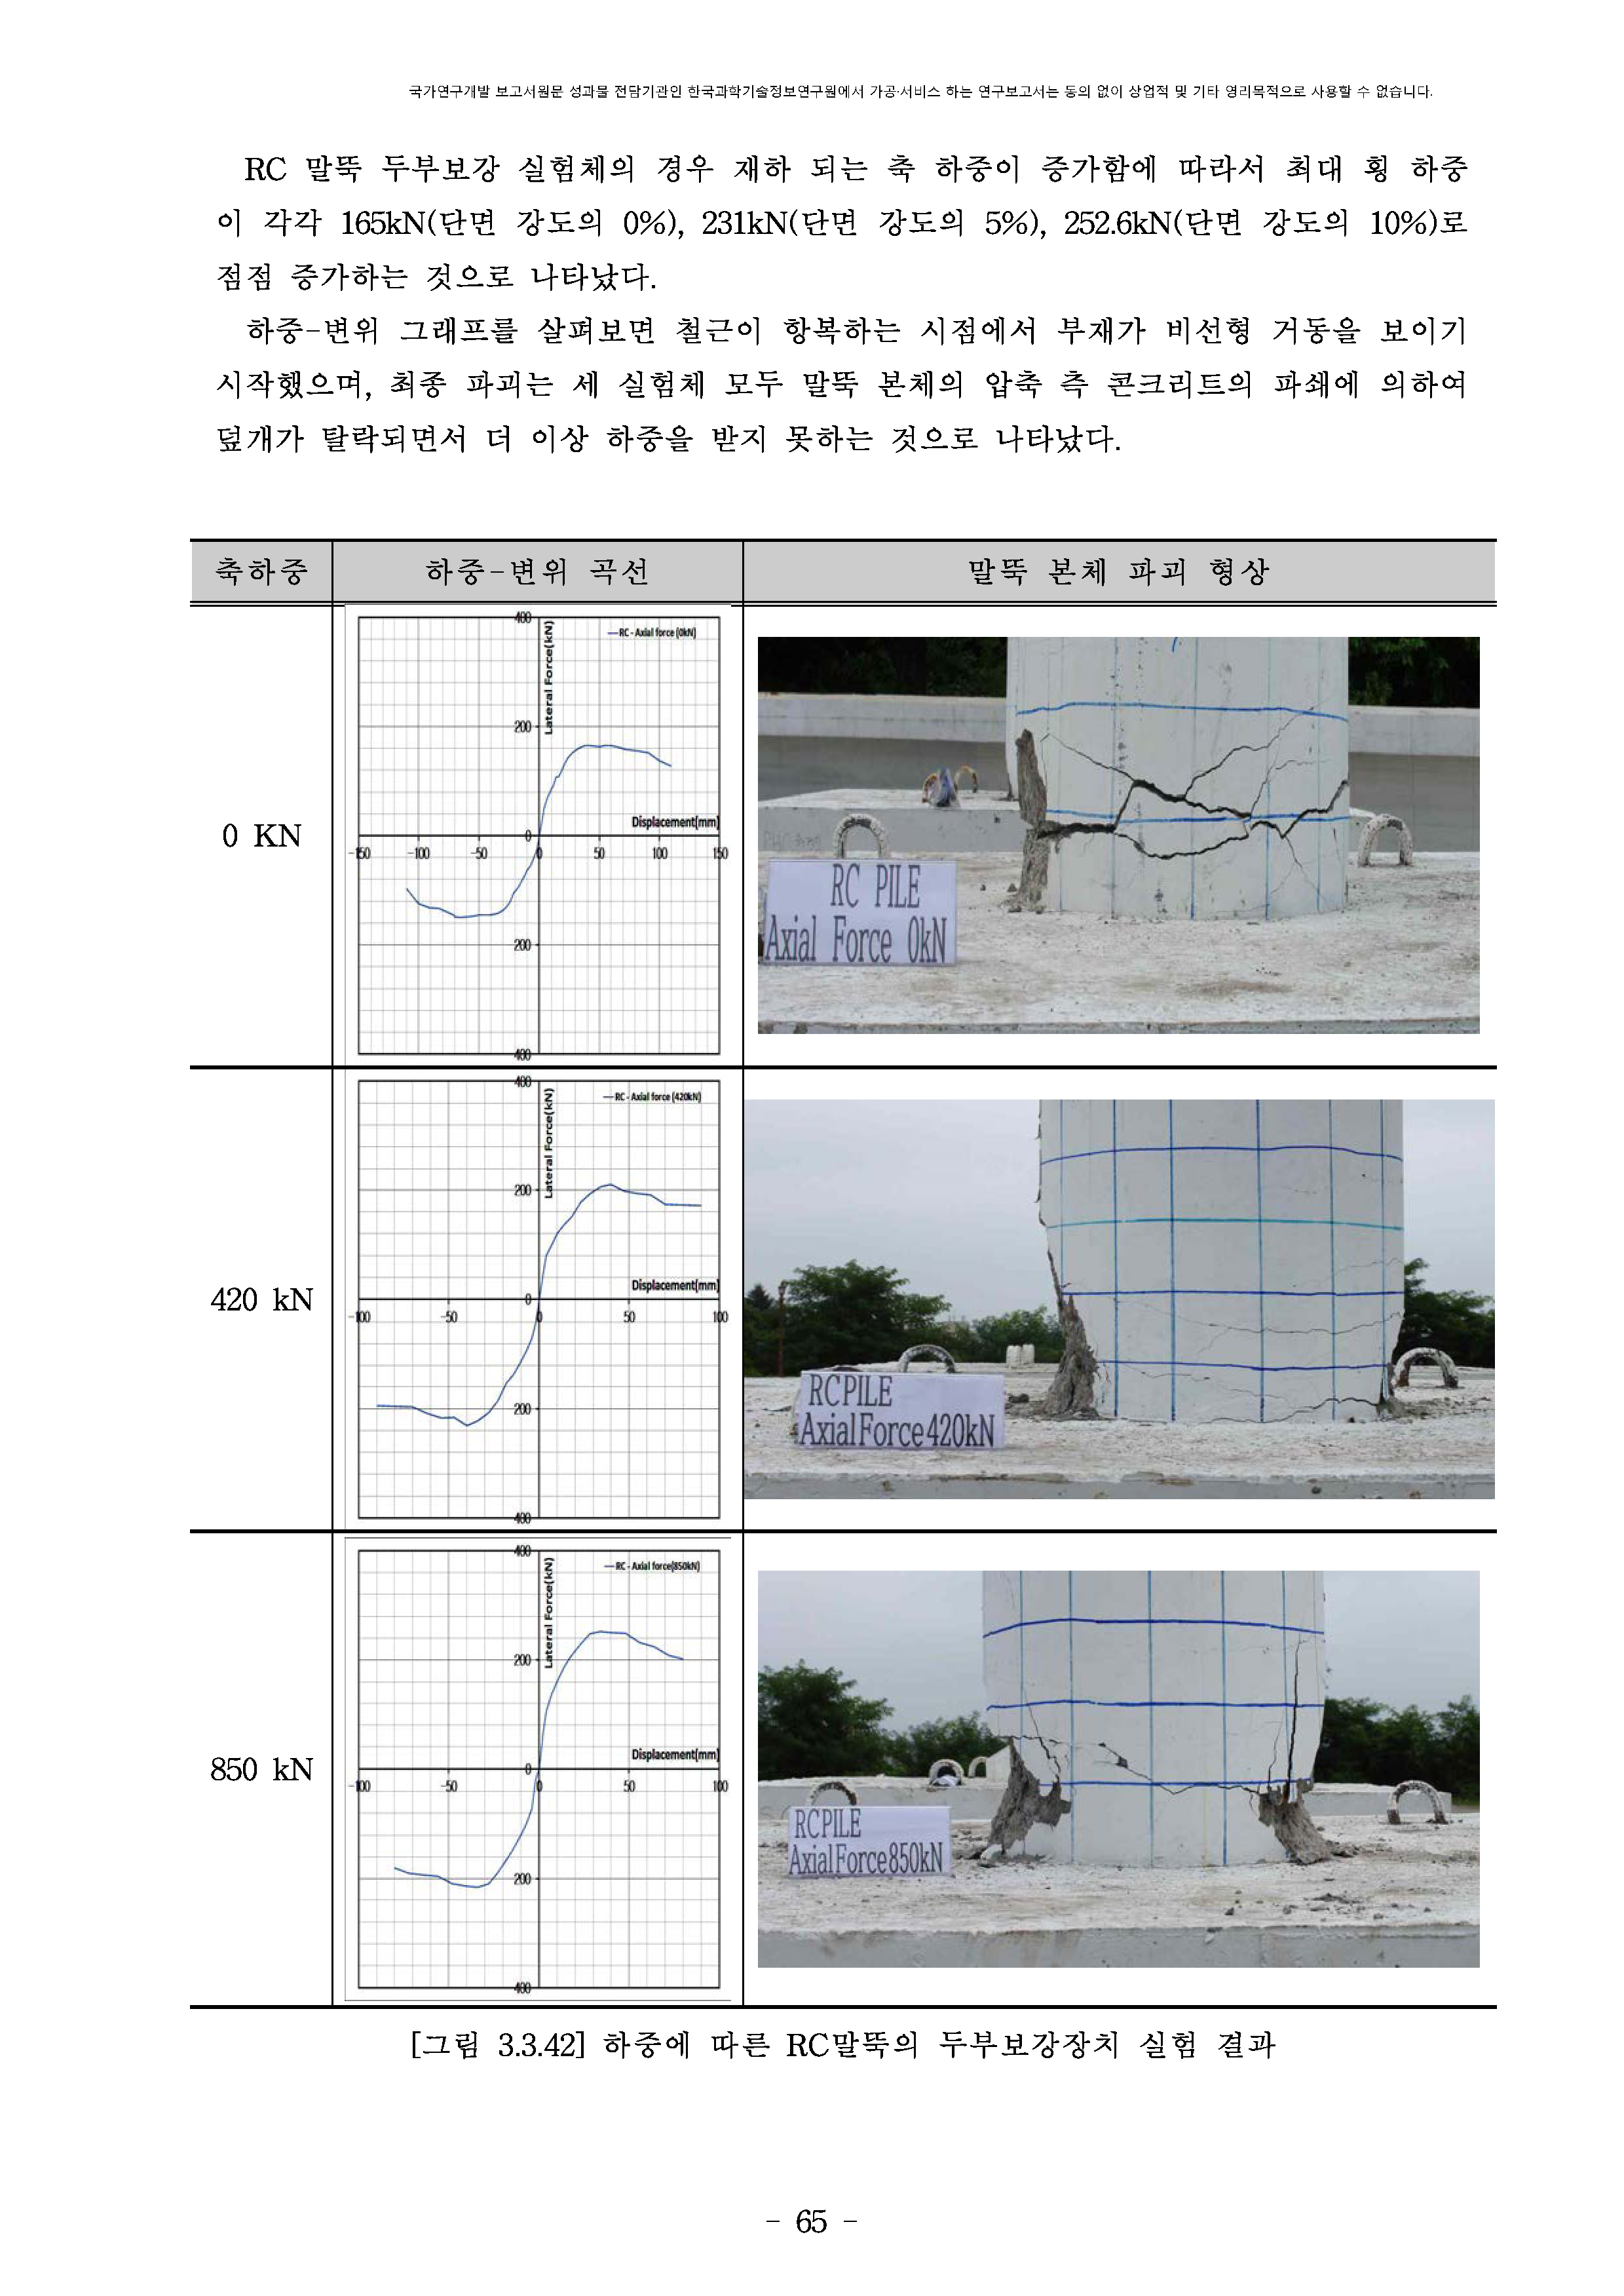 국가연구개발 보고서원문 성과물 전담기관인 한국과학기술정보연구원에서 가공·서비스 하는 연구보고서는 동의 없이 상업적 및 기타 영리목적으로 사용할 수 없습니다.
RC 말뚝 두부보강 실험체의 경우 재하 되는 축 하중이 증가함에 따라서 최대 횡 하중
이 각각 165kN(단면 강도의 0%), 231kN(단면 강도의 5%), 252.6kN(단면 강도의 10%)로
점점 증가하는 것으로 나타났다.
하중-변위 그래프를 살펴보면 철근이 항복하는 시점에서 부재가 비선형 거동을 보이기
시작했으며, 최종 파괴는 세 실험체 모두 말뚝 본체의 압축 측 콘크리트의 파쇄에 의하여
덮개가 탈락되면서 더 이상 하중을 받지 못하는 것으로 나타났다.
축하중 하중-변위 곡선 말뚝 본체 파괴 형상
0 KN
400
Lateral Force(kN)
RC - Axial force (0kN)
200
Displacement(mm)
0
-150 -100 -50 0 50 100 150
200
400
RC PILE
Axial Force 0kN
420 kN
400
Lateral Force(kN)
RC - Axial force (420kN)
200
Displacement(mm)
0
-100 -50 0 50 100
200
400
RC PILE
Axial Force 420kN
850 kN
400
Lateral Force(kN)
RC - Axial force(850kN)
200
Displacement(mm)
0
-100 -50 0 50 100
200
400
RC PILE
Axial Force 850kN
[그림 3.3.42] 하중에 따른 RC말뚝의 두부보강장치 실험 결과
- 65 -